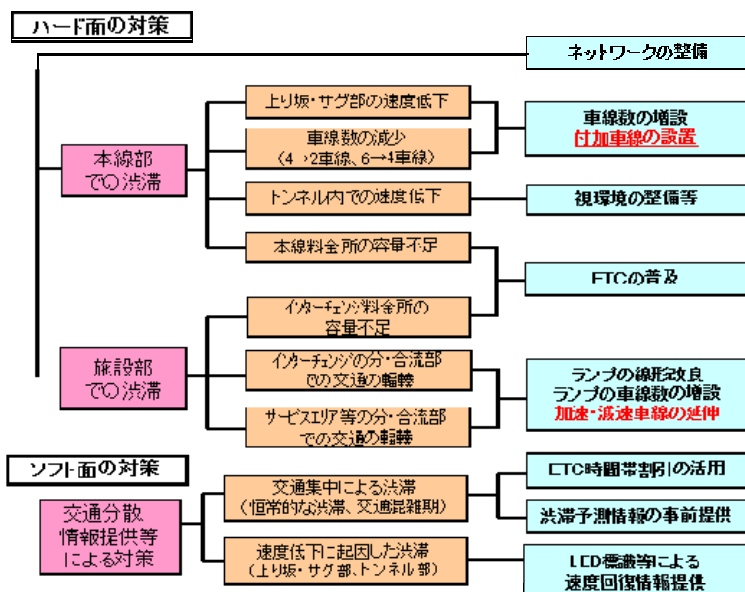 ハード面の対策
ネットワークの整備
本線部
での渋滞
上り坂・サグ部の速度低下
車線数の減少
(4→2車線、6→4車線)
車線数の増設
付加車線の設置
トンネル内での速度低下
視環境の整備等
本線料金所の容量不足
ETCの普及
施設部
での渋滞
インターチェンジ料金所の
容量不足
インターチェンジの分・合流部
での交通の輻輳
サービスエリア等の分・合流部
での交通の輻輳
ランプの線形改良
ランプの車線数の増設
加速・減速車線の延伸
ソフト面の対策
交通分散
情報提供等
による対策
交通集中による渋滞
(恒常的な渋滞、交通混雑期)
ETC時間帯割引の活用
渋滞予測情報の事前提供
速度低下に起因した渋滞
(上り坂・サグ部、トンネル部)
LED標識等による
速度回復情報提供